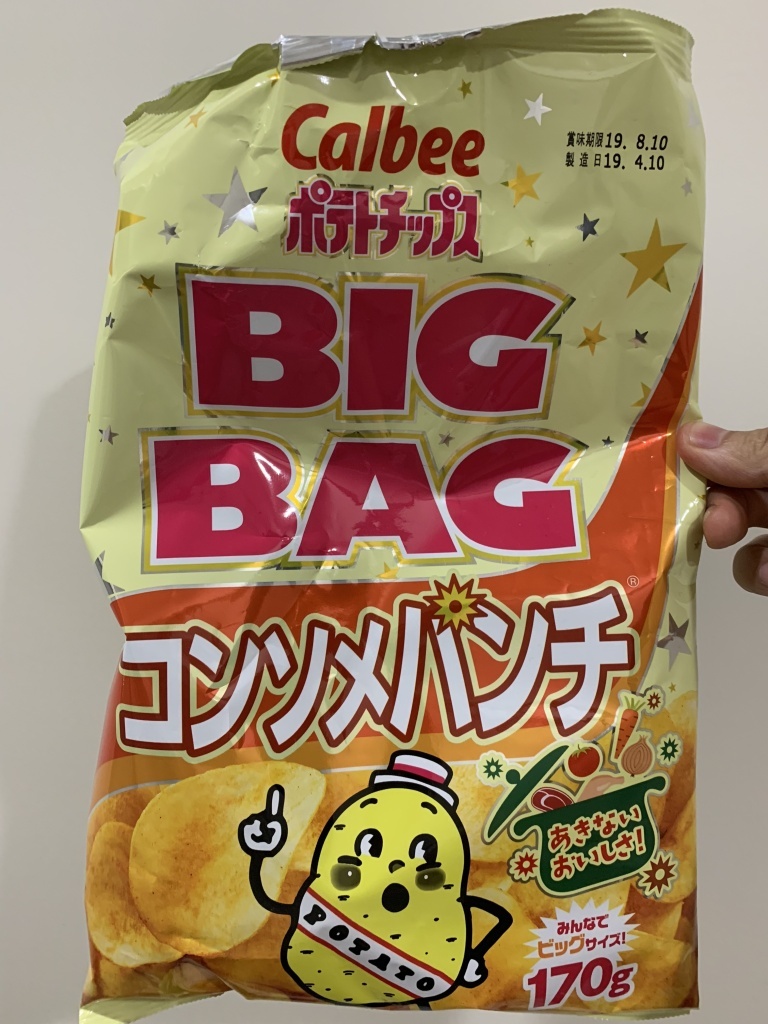 Calbee
賞味期限19. 8.10
製造日19. 4.10
ポテトチップス
BIG
BAG
®
コンソメパンチ
あきない
おいしさ!
POTATO
みんなで
ビッグサイズ!
170g